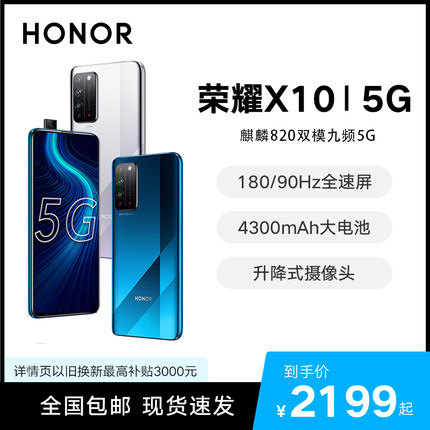 HONOR
荣耀X10 | 5G
麒麟820双模九频5G
180/90Hz全速屏
4300mAh大电池
升降式摄像头
5G
HONOR
详情页以旧换新最高补贴3000元
全国包邮 现货速发
到手价
¥2199起